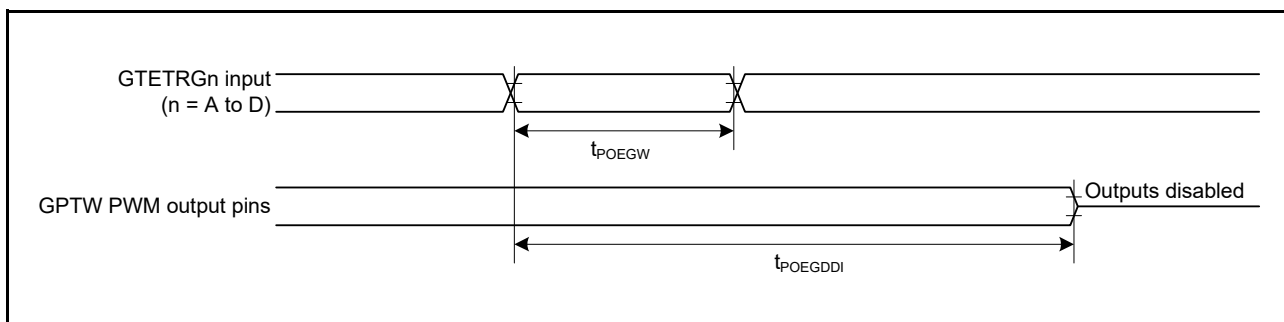 GTETRGn input
(n = A to D)
tPOEGW
GPTW PWM output pins
Outputs disabled
tPOEGDDI